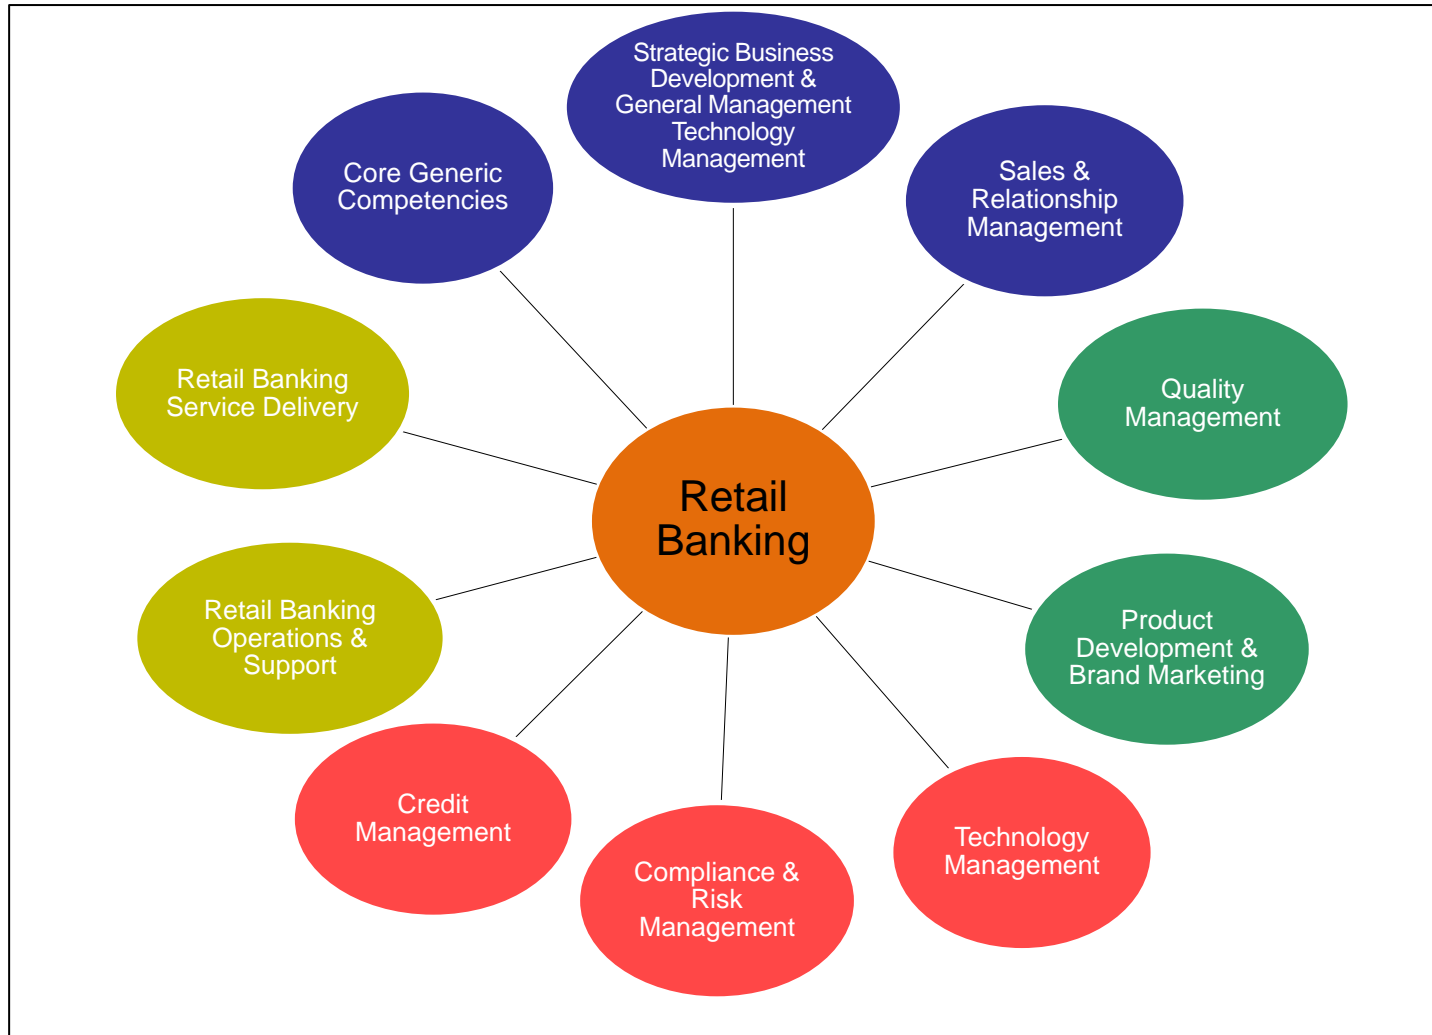 Strategic Business
Development &
General Management
Technology
Management
Core Generic
Competencies
Sales &
Relationship
Management
Retail Banking
Service Delivery
Quality
Management
Retail
Banking
Retail Banking
Operations &
Support
Product
Development &
Brand Marketing
Credit
Management
Compliance &
Risk
Management
Technology
Management